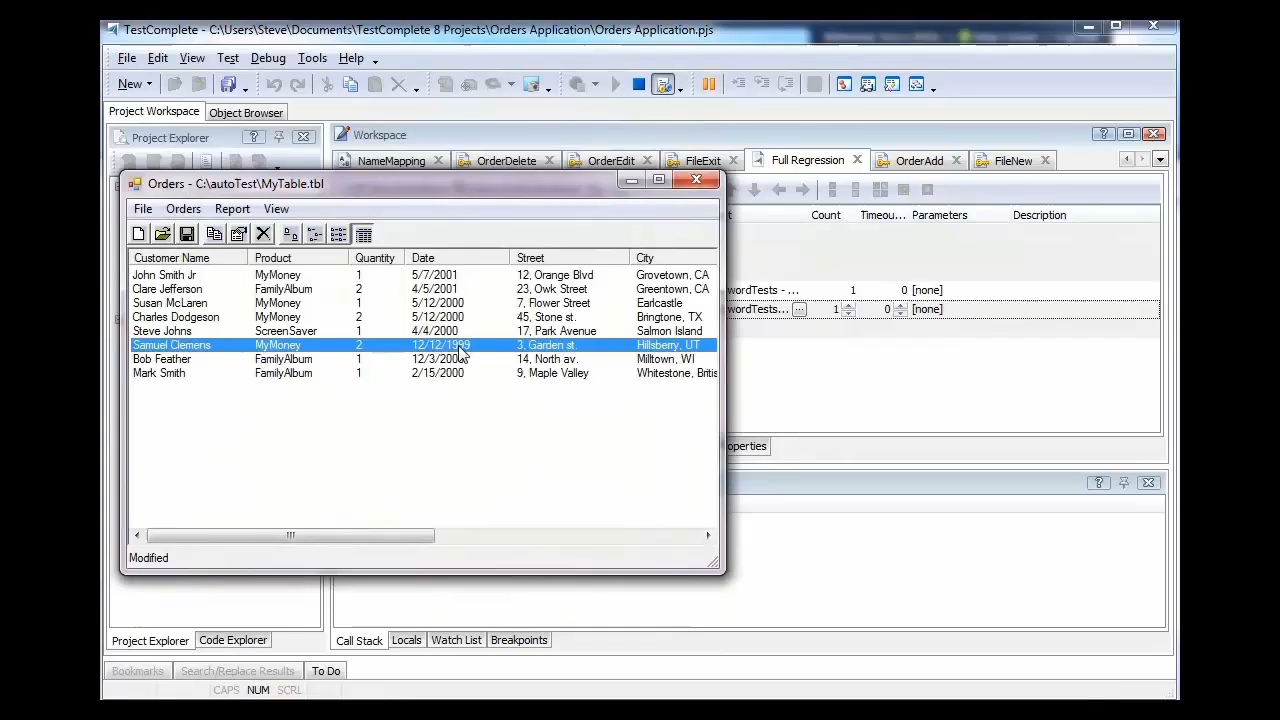 TestComplete - C:\Users\Steve\Documents\TestComplete 8 Projects\Orders Application\Orders Application.pjs
File Edit View Test Debug Tools Help
New
Project Workspace Object Browser
Project Explorer
Workspace
NameMapping OrderDelete OrderEdit FileExit Full Regression OrderAdd FileNew
Orders - C:\autoTest\MyTable.tbl
File Orders Report View
t Count Timeou... Parameters Description
Customer Name Product Quantity Date Street City
John Smith Jr MyMoney 1 5/7/2001 12, Orange Blvd Grovetown, CA
Clare Jefferson FamilyAlbum 2 4/5/2001 23, Owk Street Greentown, CA
wordTests - ... 1 0 [none]
Susan McLaren MyMoney 1 5/12/2000 7, Flower Street Earlcastle
wordTests... ... 1 0 [none]
Charles Dodgeson MyMoney 2 5/12/2000 45, Stone st. Bringtone, TX
Steve Johns ScreenSaver 1 4/4/2000 17, Park Avenue Salmon Island
Samuel Clemens MyMoney 2 12/12/1999 3, Garden st. Hillsberry, UT
Bob Feather FamilyAlbum 1 12/3/2000 14, North av. Milltown, WI
Mark Smith FamilyAlbum 1 2/15/2000 9, Maple Valley Whitestone, Britis
operties
Modified
Project Explorer Code Explorer
Call Stack Locals Watch List Breakpoints
Bookmarks Search/Replace Results To Do
CAPS NUM SCRL